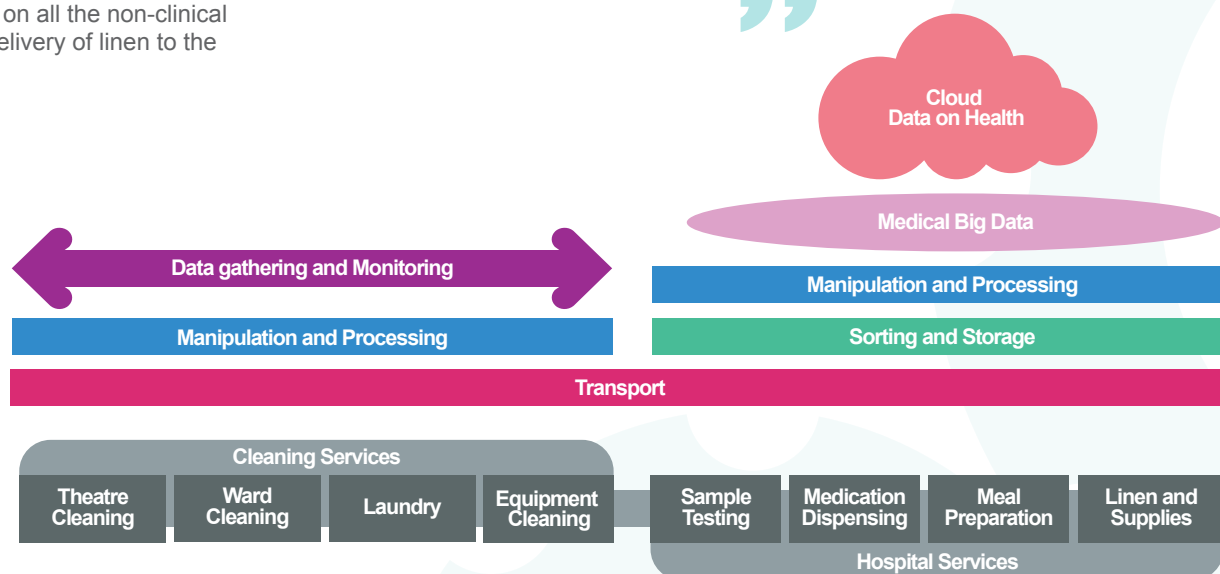 on all the non-clinical
elivery of linen to the
”
Cloud
Data on Health
Medical Big Data
Data gathering and Monitoring
Manipulation and Processing
Manipulation and Processing
Sorting and Storage
Transport
Cleaning Services
Theatre
Cleaning
Ward
Cleaning
Laundry
Equipment
Cleaning
Sample
Testing
Medication
Dispensing
Meal
Preparation
Linen and
Supplies
Hospital Services